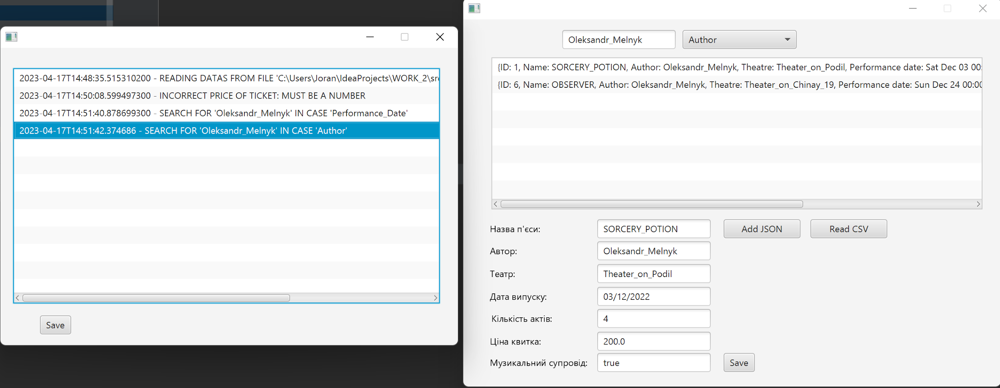 2023-04-17T14:48:35.515310200 - READING DATAS FROM FILE 'C:\Users\Joran\IdeaProjects\WORK_2\src
2023-04-17T14:50:08.599497300 - INCORRECT PRICE OF TICKET: MUST BE A NUMBER
2023-04-17T14:51:40.878699300 - SEARCH FOR 'Oleksandr_Melnyk' IN CASE 'Performance_Date'
2023-04-17T14:51:42.374686 - SEARCH FOR 'Oleksandr_Melnyk' IN CASE 'Author'
Save
Oleksandr_Melnyk Author
{ID: 1, Name: SORCERY_POTION, Author: Oleksandr_Melnyk, Theatre: Theater_on_Podil, Performance date: Sat Dec 03 00:
{ID: 6, Name: OBSERVER, Author: Oleksandr_Melnyk, Theatre: Theater_on_Chinay_19, Performance date: Sun Dec 24 00:00
Назва п'єси: SORCERY_POTION Add JSON Read CSV
Автор: Oleksandr_Melnyk
Театр: Theater_on_Podil
Дата випуску: 03/12/2022
Кількість актів: 4
Ціна квитка: 200.0
Музикальний супровід: true Save